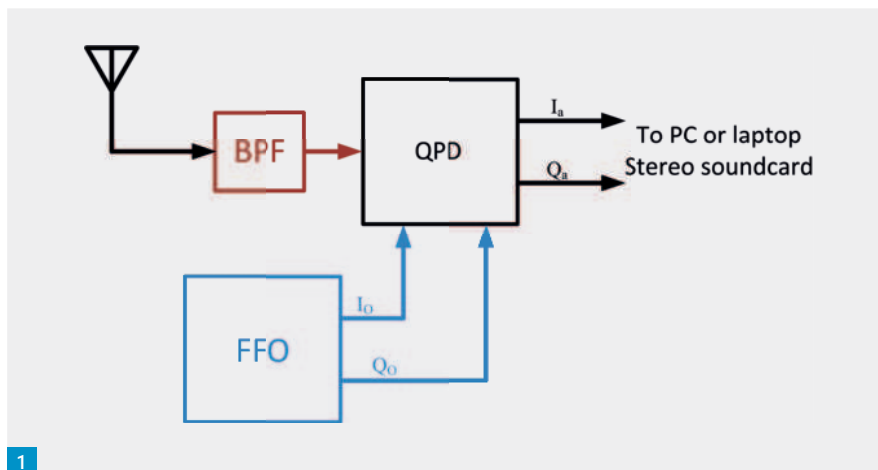 BPF
QPD
Ia
Qa
To PC or laptop
Stereo soundcard
FFO
IO
QO
1